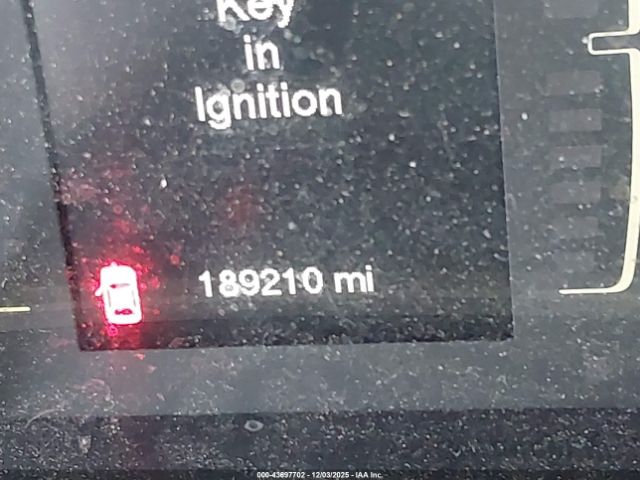 Key
in
Ignition
189210 mi
000-43697702 - 12/03/2025 - IAA Inc.